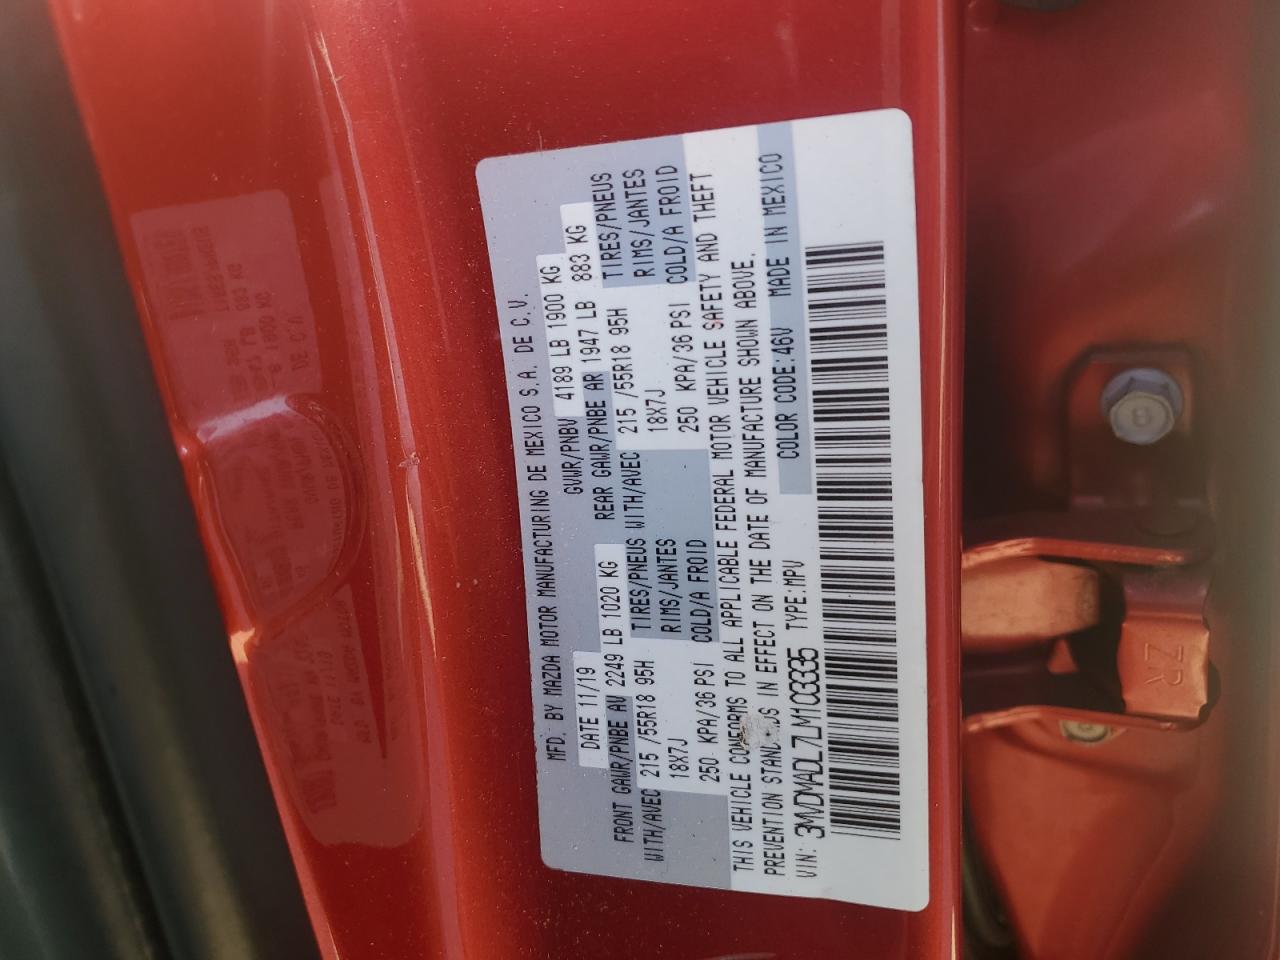 MFD. BY MAZDA MOTOR MANUFACTURING DE MEXICO S.A. DE C.V.
DATE 11/19 GVWR/PNBV 4189 LB 1900 KG
FRONT GAWR/PNBE AV 2249 LB 1020 KG REAR GAWR/PNBE AR 1947 LB 883 KG
WITH/AVEC 215 /55R18 95H TIRES/PNEUS WITH/AVEC 215 /55R18 95H TIRES/PNEUS
18X7J RIMS/JANTES 18X7J RIMS/JANTES
250 KPA/36 PSI COLD/A FROID 250 KPA/36 PSI COLD/A FROID
THIS VEHICLE CONFORMS TO ALL APPLICABLE FEDERAL MOTOR VEHICLE SAFETY AND THEFT
PREVENTION STANDARDS IN EFFECT ON THE DATE OF MANUFACTURE SHOWN ABOVE.
VIN: 3MVDMADL7LM103335 TYPE:MPV COLOR CODE:46V MADE IN MEXICO
8
ZR